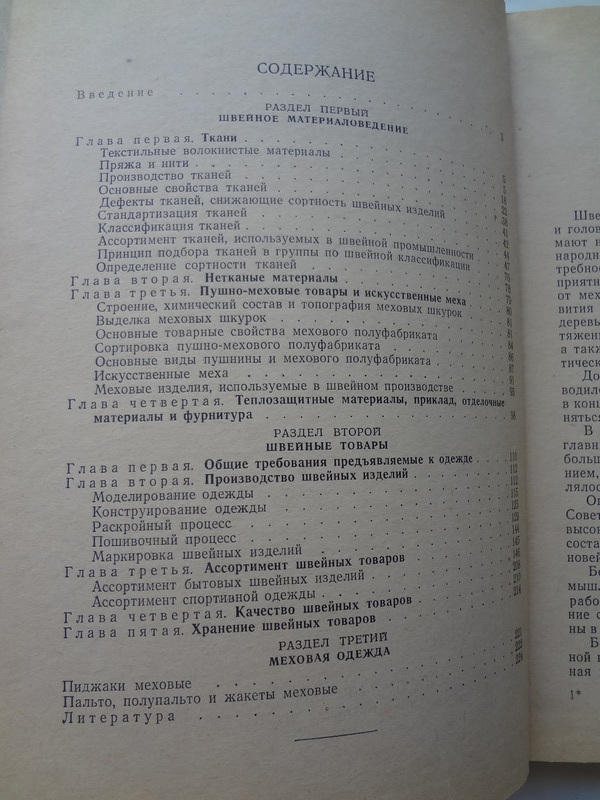 СОДЕРЖАНИЕ
Введение
РАЗДЕЛ ПЕРВЫЙ
ШВЕЙНОЕ МАТЕРИАЛОВЕДЕНИЕ
Глава первая. Ткани
Текстильные волокнистые материалы
Пряжа и нити
Производство тканей
Основные свойства тканей
Дефекты тканей, снижающие сортность швейных изделий
Стандартизация тканей
Классификация тканей
Ассортимент тканей, используемых в швейной промышленности
Принцип подбора тканей в группы по швейной классификации
Определение сортности тканей
Глава вторая. Нетканые материалы
Глава третья. Пушно-меховые товары и искусственные меха
Строение, химический состав и топография меховых шкурок
Выделка меховых шкурок
Основные товарные свойства мехового полуфабриката
Сортировка пушно-мехового полуфабриката
Основные виды пушнины и мехового полуфабриката
Искусственные меха
Меховые изделия, используемые в швейном производстве
Глава четвертая. Теплозащитные материалы, приклад, отделочные
материалы и фурнитура
РАЗДЕЛ ВТОРОЙ
ШВЕЙНЫЕ ТОВАРЫ
Глава первая. Общие требования предъявляемые к одежде
Глава вторая. Производство швейных изделий
Моделирование одежды
Конструирование одежды
Раскройный процесс
Пошивочный процесс
Маркировка швейных изделий
Глава третья. Ассортимент швейных товаров
Ассортимент бытовых швейных изделий
Ассортимент спортивной одежды
Глава четвертая. Качество швейных товаров
Глава пятая. Хранение швейных товаров
РАЗДЕЛ ТРЕТИЙ
МЕХОВАЯ ОДЕЖДА
Пиджаки меховые
Пальто, полупальто и жакеты меховые
Литература
1*